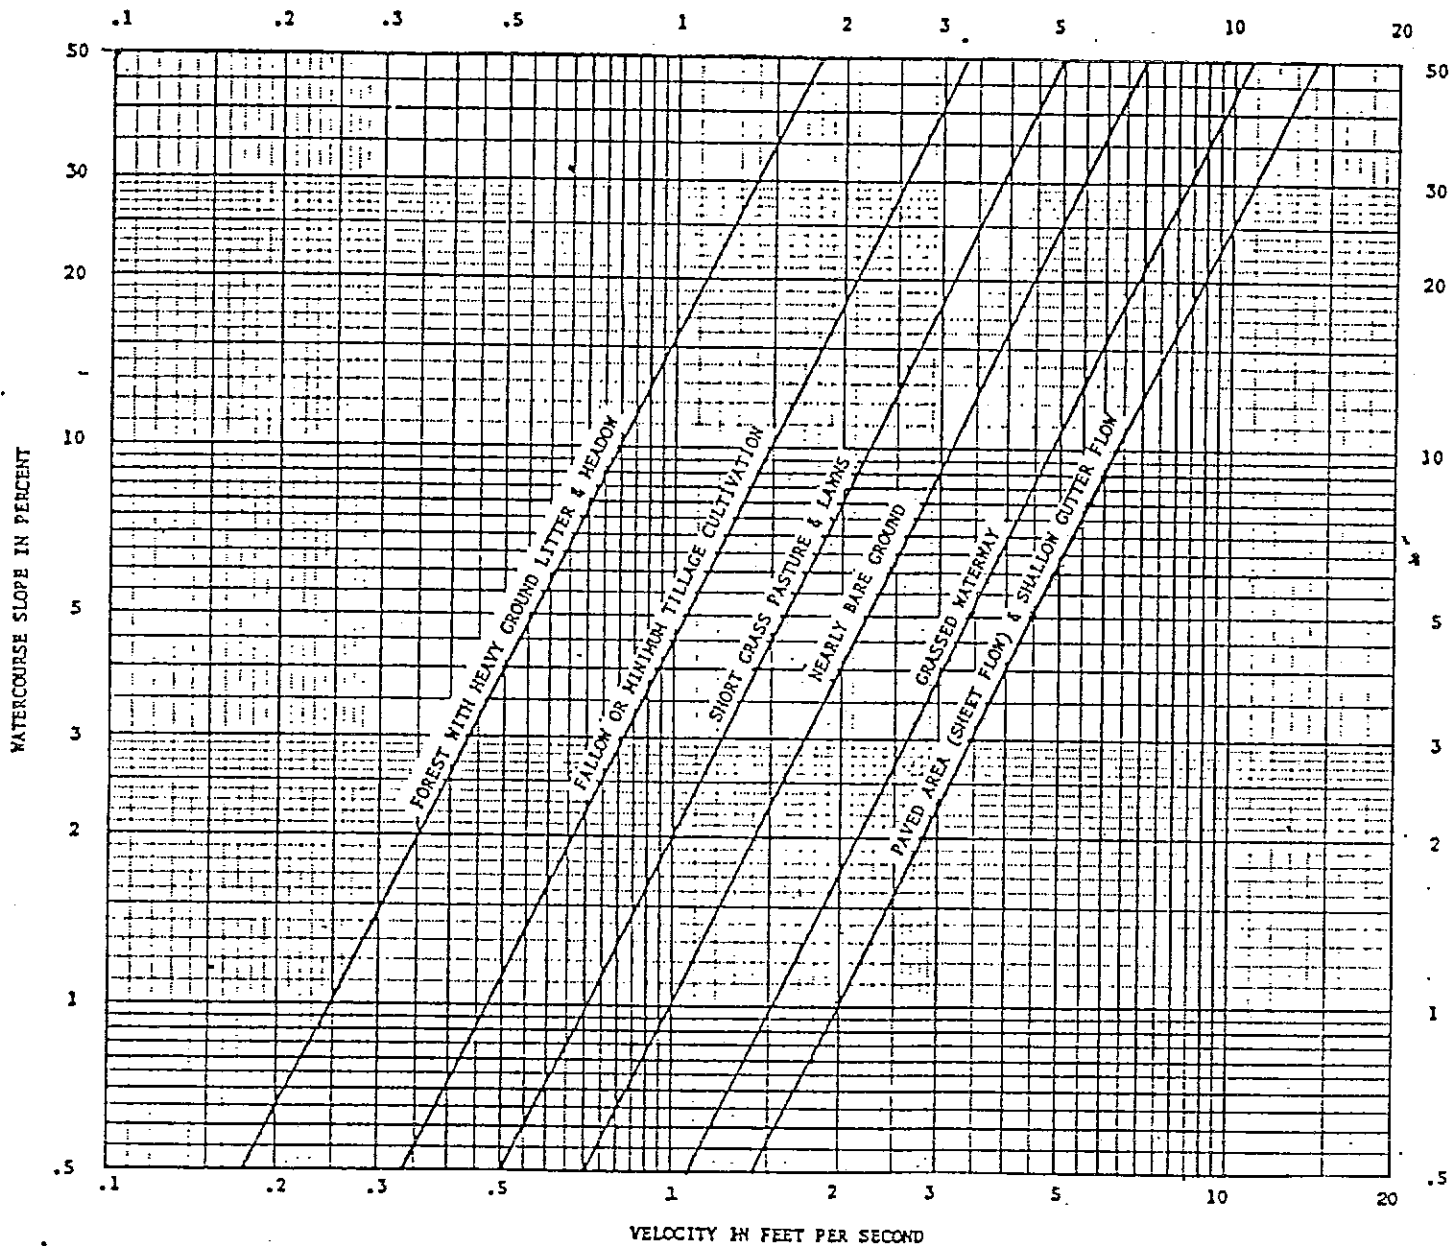 .1 .2 .3 .5 1 2 3 5 10 20
50 50
30 30
20 20
10 10
5 5
3 3
2 2
1 1
.5 .5
.1 .2 .3 .5 1 2 3 5 10 20
WATERCOURSE SLOPE IN PERCENT
FOREST WITH HEAVY GROUND LITTER & HEADOW
FALLOW OR MINIMUM TILLAGE CULTIVATION
SHORT GRASS PASTURE & LAWNS
NEARLY BARE GROUND
GRASSED WATERWAY
PAVED AREA (SHEET FLOW) & SHALLOW GUTTER FLOW
VELOCITY IN FEET PER SECOND